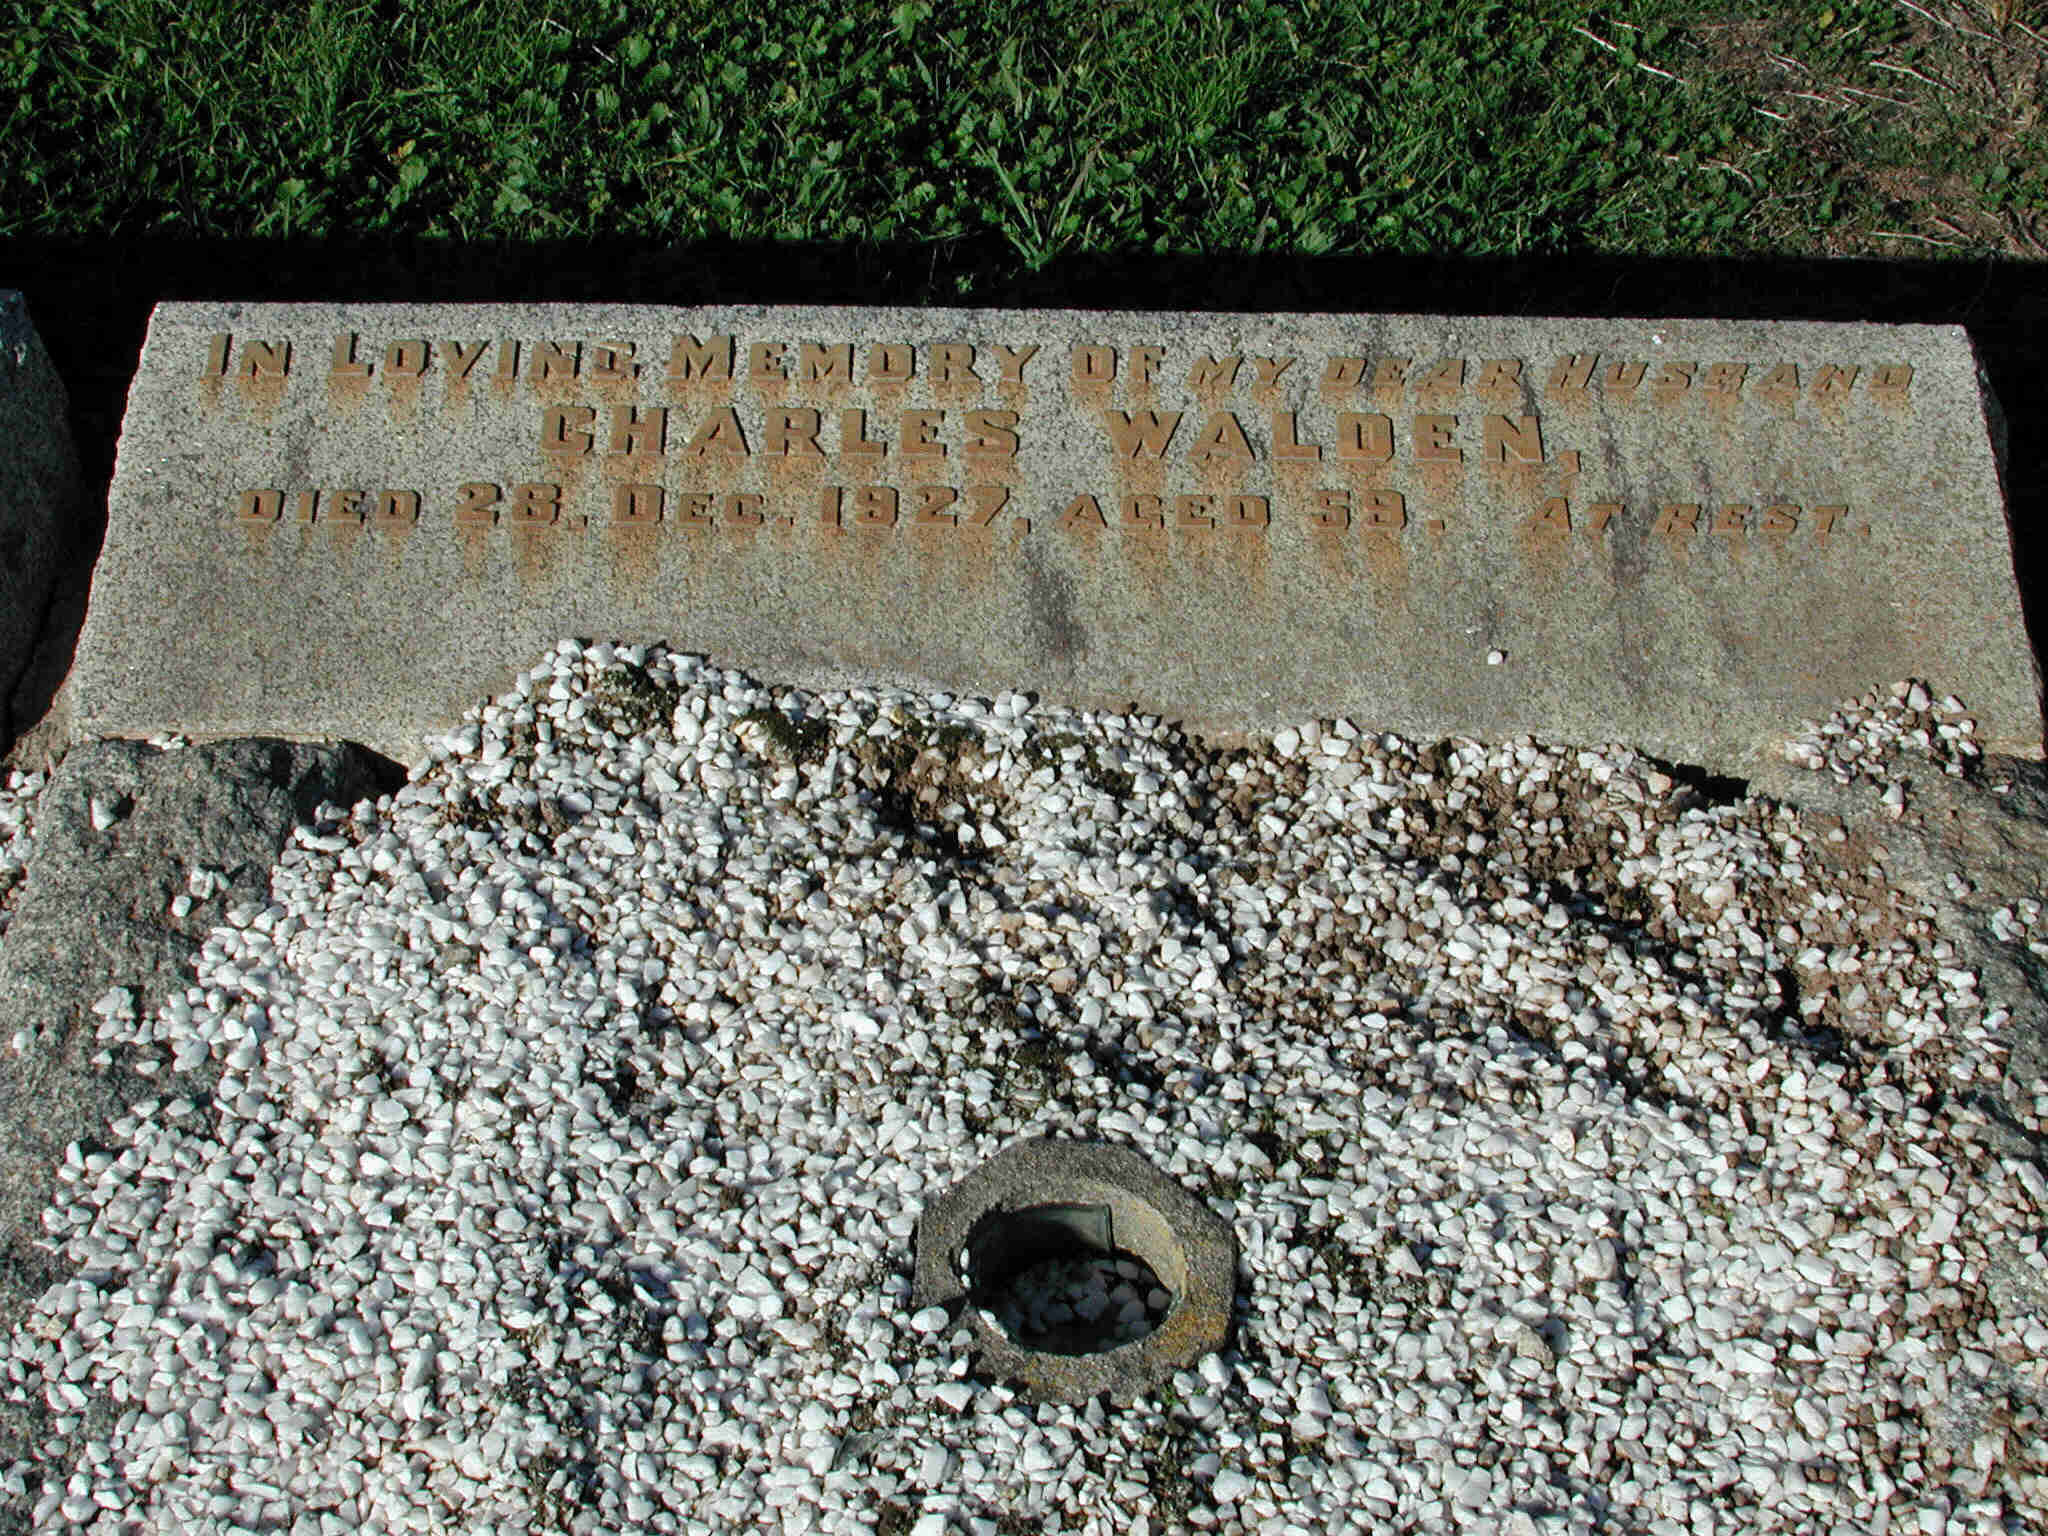 IN LOVING MEMORY OF MY DEAR HUSBAND
CHARLES WALDEN,
DIED 28, DEC. 1927, AGED 59. AT REST.